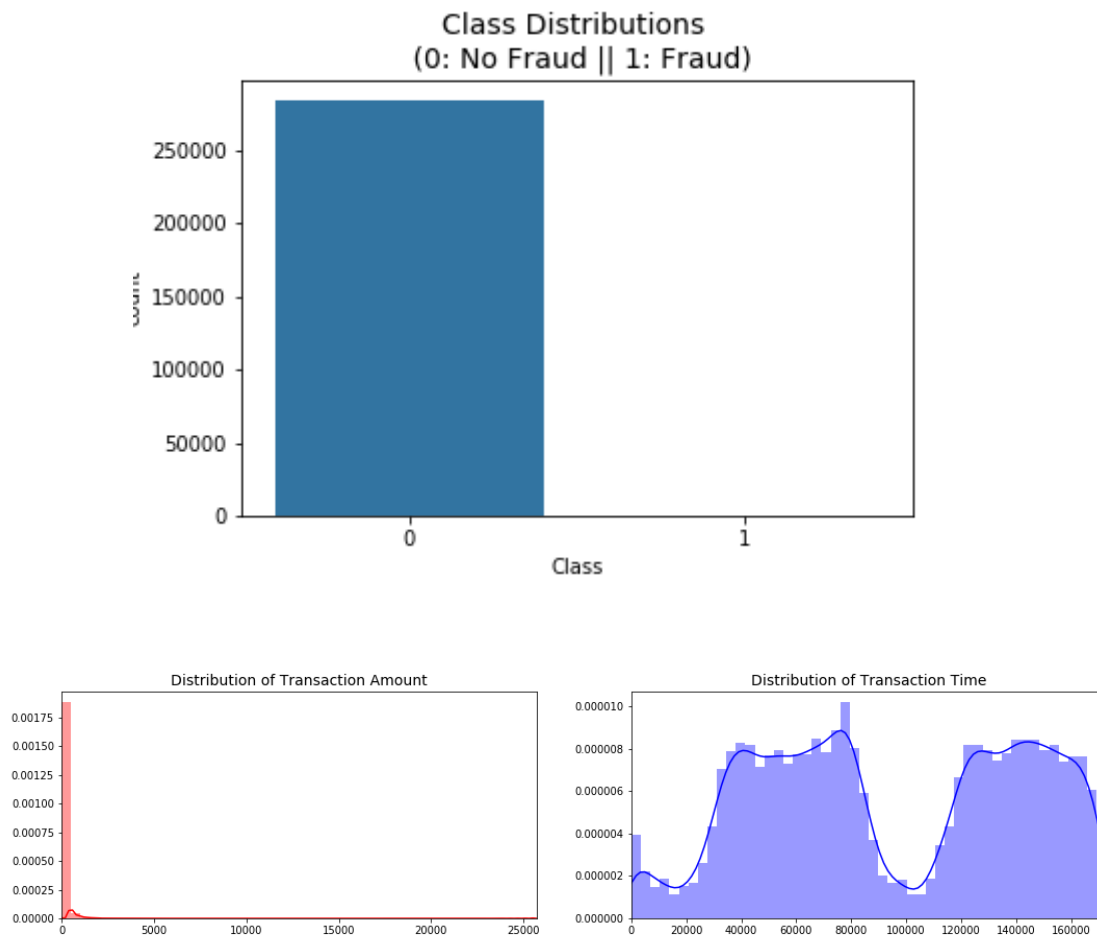 Class Distributions
(0: No Fraud || 1: Fraud)
250000
200000
150000
100000
50000
0
count
0 1
Class
Distribution of Transaction Amount
0.00175
0.00150
0.00125
0.00100
0.00075
0.00050
0.00025
0.00000
0 5000 10000 15000 20000 25000
Distribution of Transaction Time
0.000010
0.000008
0.000006
0.000004
0.000002
0.000000
0 20000 40000 60000 80000 100000 120000 140000 160000